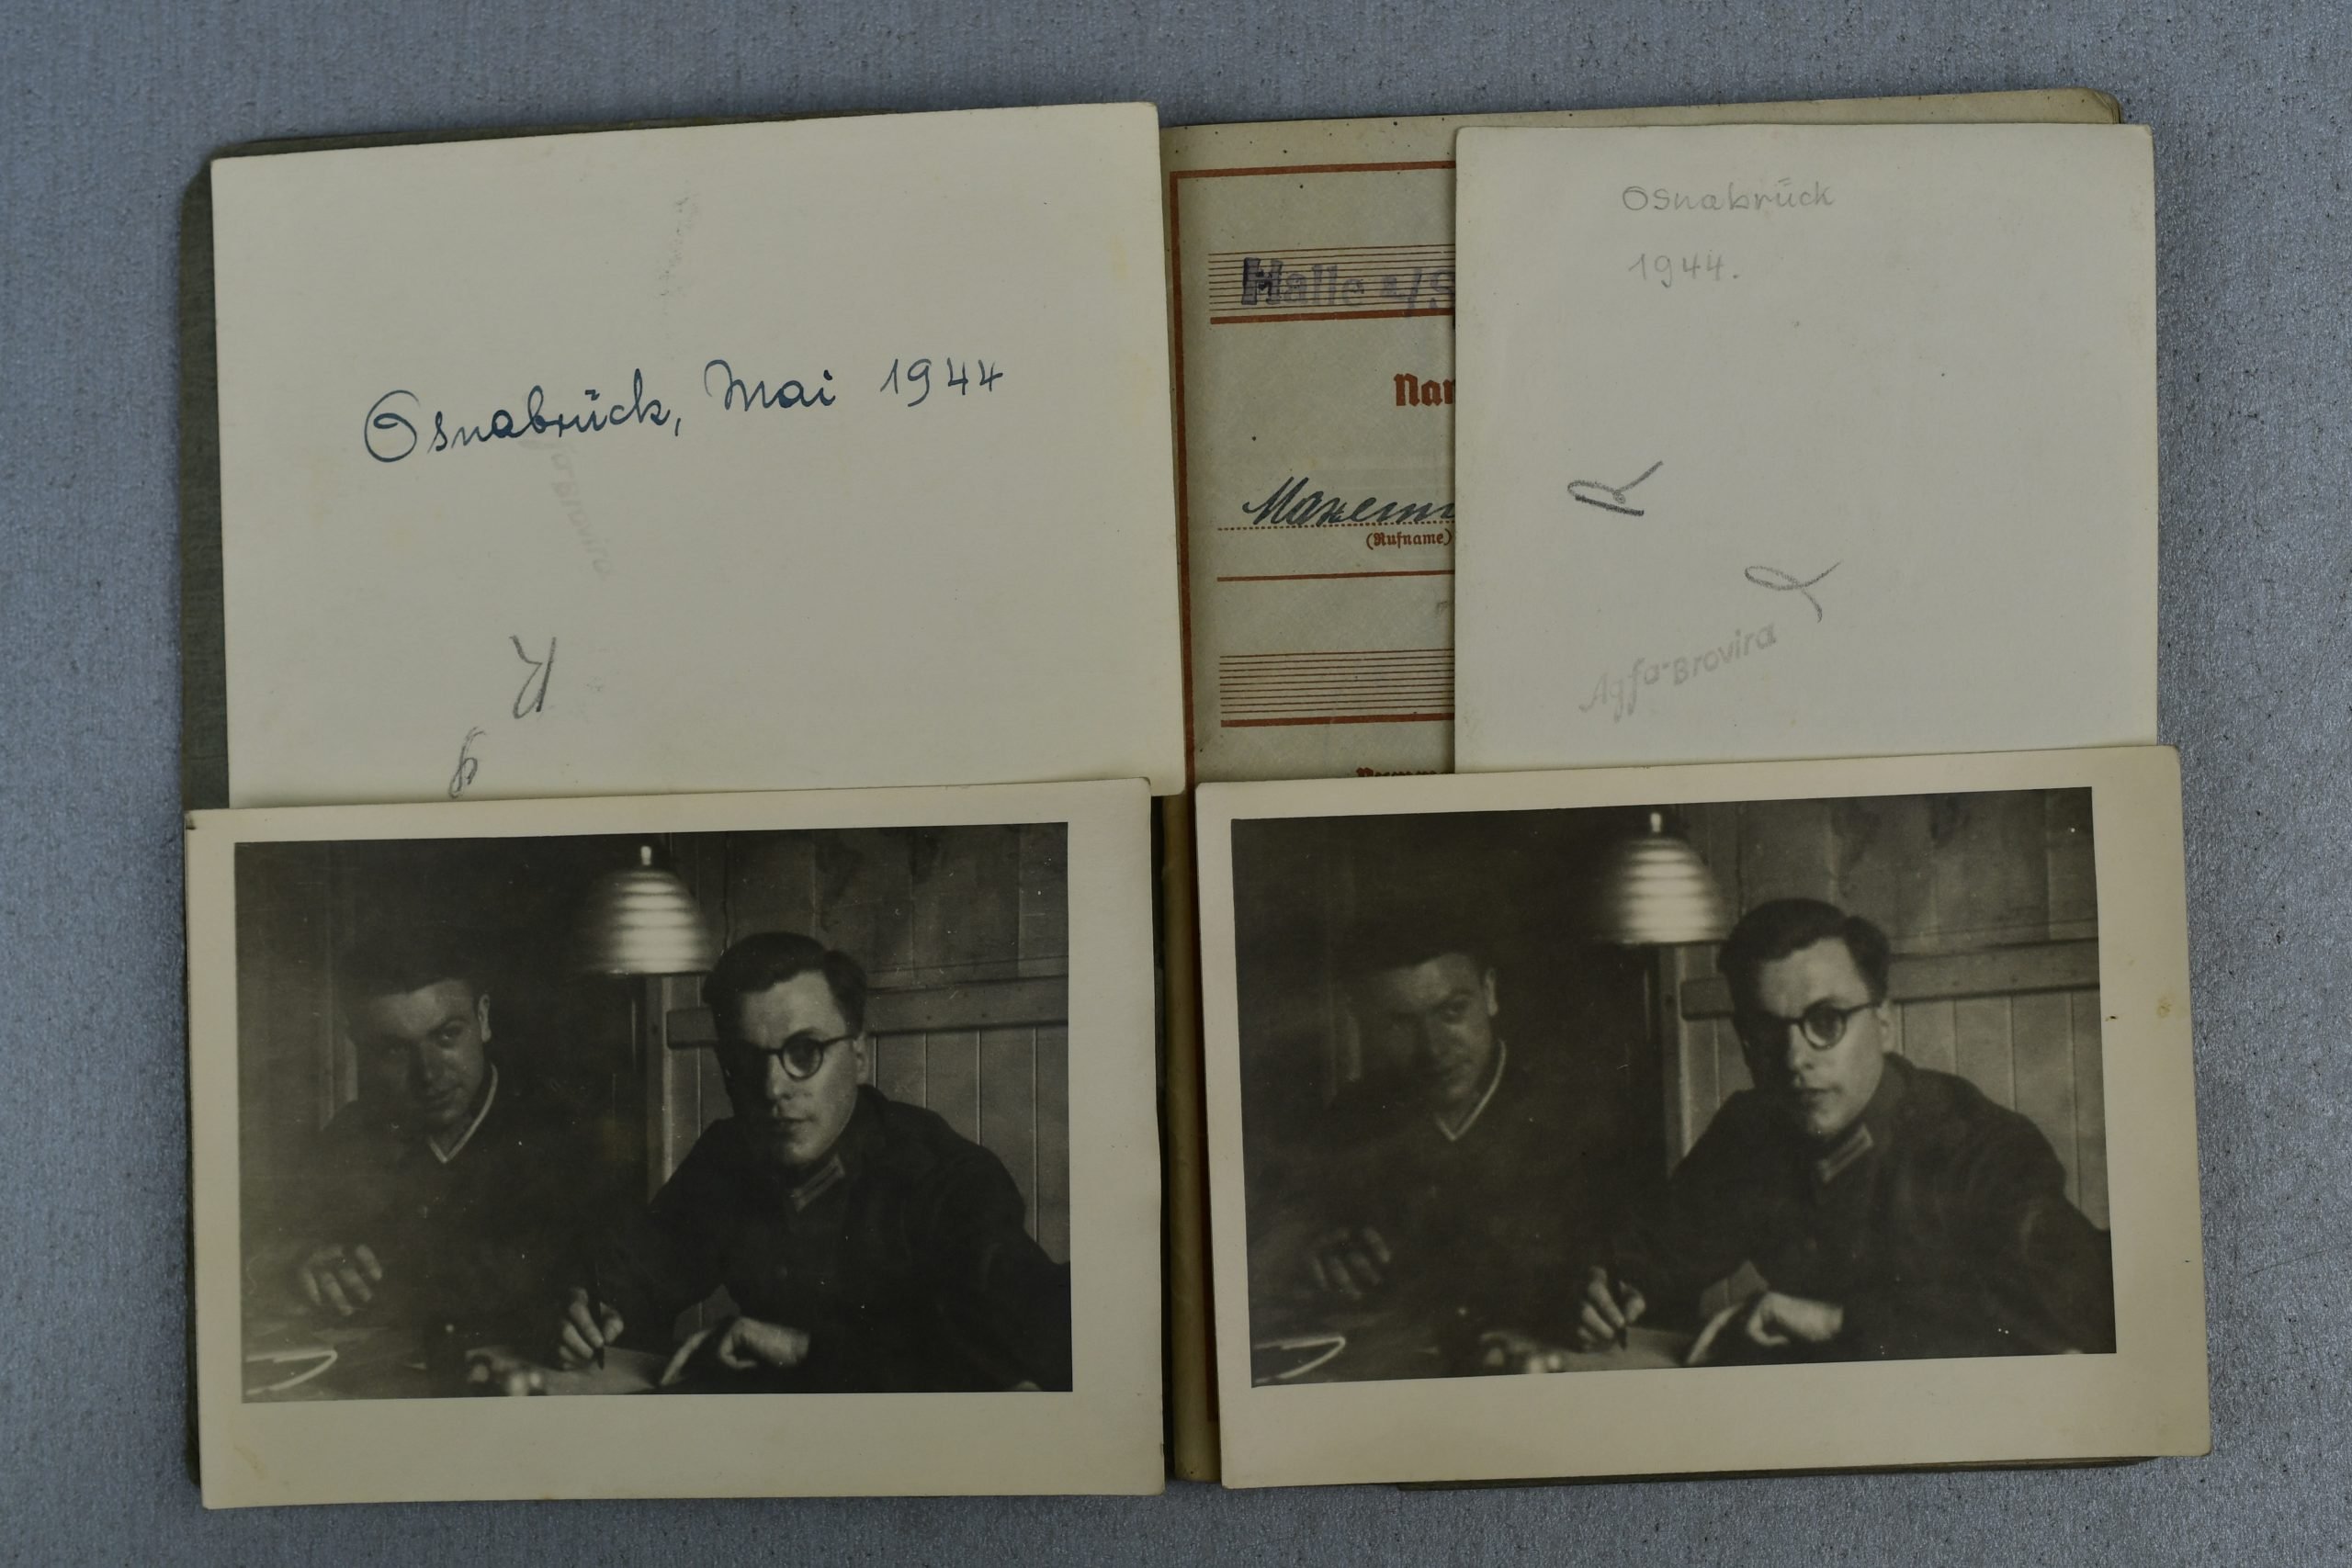 Osnabrück, Mai 1944
R
Halle a/S
Nam
(Rufname)
Osnabrück
1944.
R
Agfa-Brovira